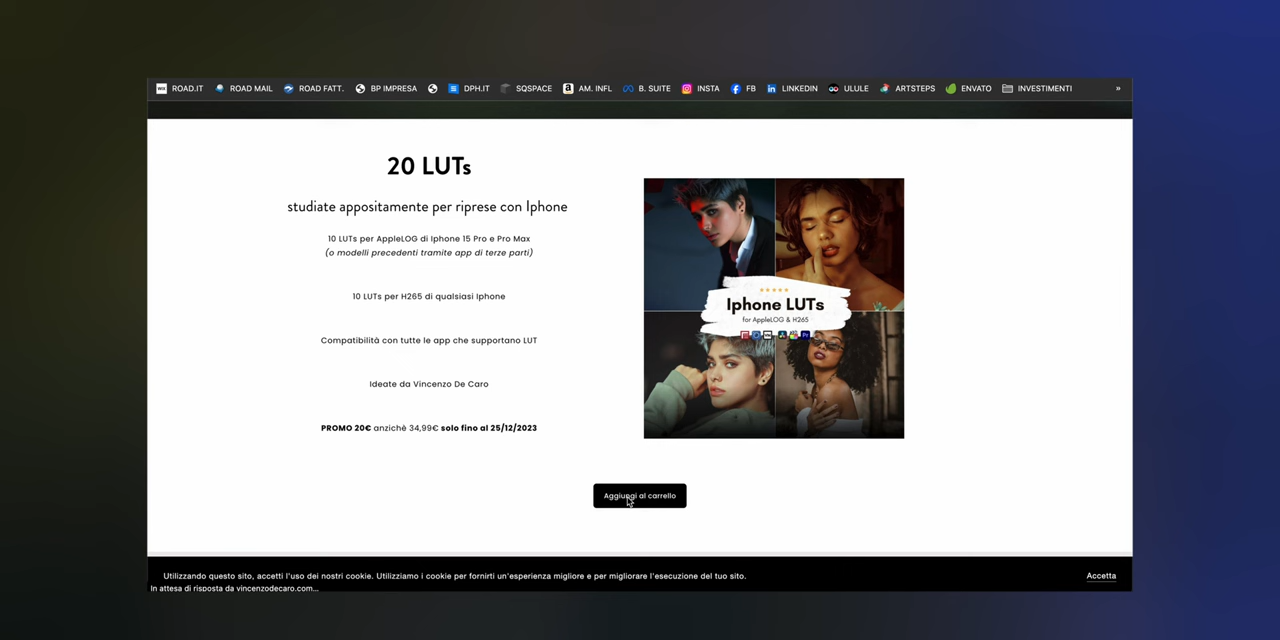 ROAD.IT ROAD MAIL ROAD FATT. BP IMPRESA DPH.IT SQSPACE AM. INFL B. SUITE INSTA FB LINKEDIN ULULE ARTSTEPS ENVATO INVESTIMENTI »
20 LUTs
studiate appositamente per riprese con Iphone
10 LUTs per AppleLOG di Iphone 15 Pro e Pro Max
(o modelli precedenti tramite app di terze parti)
10 LUTs per H265 di qualsiasi Iphone
Compatibilità con tutte le app che supportano LUT
Ideate da Vincenzo De Caro
PROMO 20€ anzichè 34,99€ solo fino al 25/12/2023
Iphone LUTs
for AppleLOG & H265
Aggiungi al carrello
Utilizzando questo sito, accetti l'uso dei nostri cookie. Utilizziamo i cookie per fornirti un'esperienza migliore e per migliorare l'esecuzione del tuo sito.
Accetta
In attesa di risposta da vincenzodecaro.com...